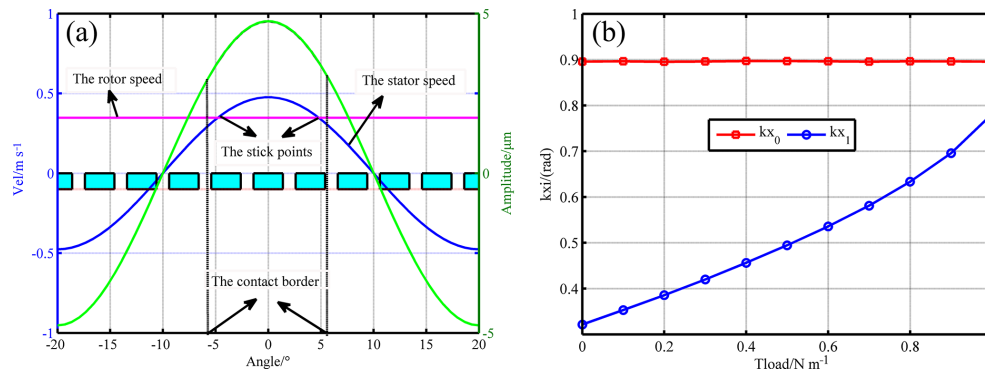 (a)
The rotor speed
The stator speed
The stick points
The contact border
1
0.5
0
-0.5
-1
Vel/m s-1
5
0
-5
Amplitude/μm
-20
-15
-10
-5
0
5
10
15
20
Angle/°
(b)
kx0
kx1
0.9
0.9
0.8
0.7
0.6
0.5
0.4
kxi/(rad)
0
0.2
0.4
0.6
0.8
Tload/N m-1